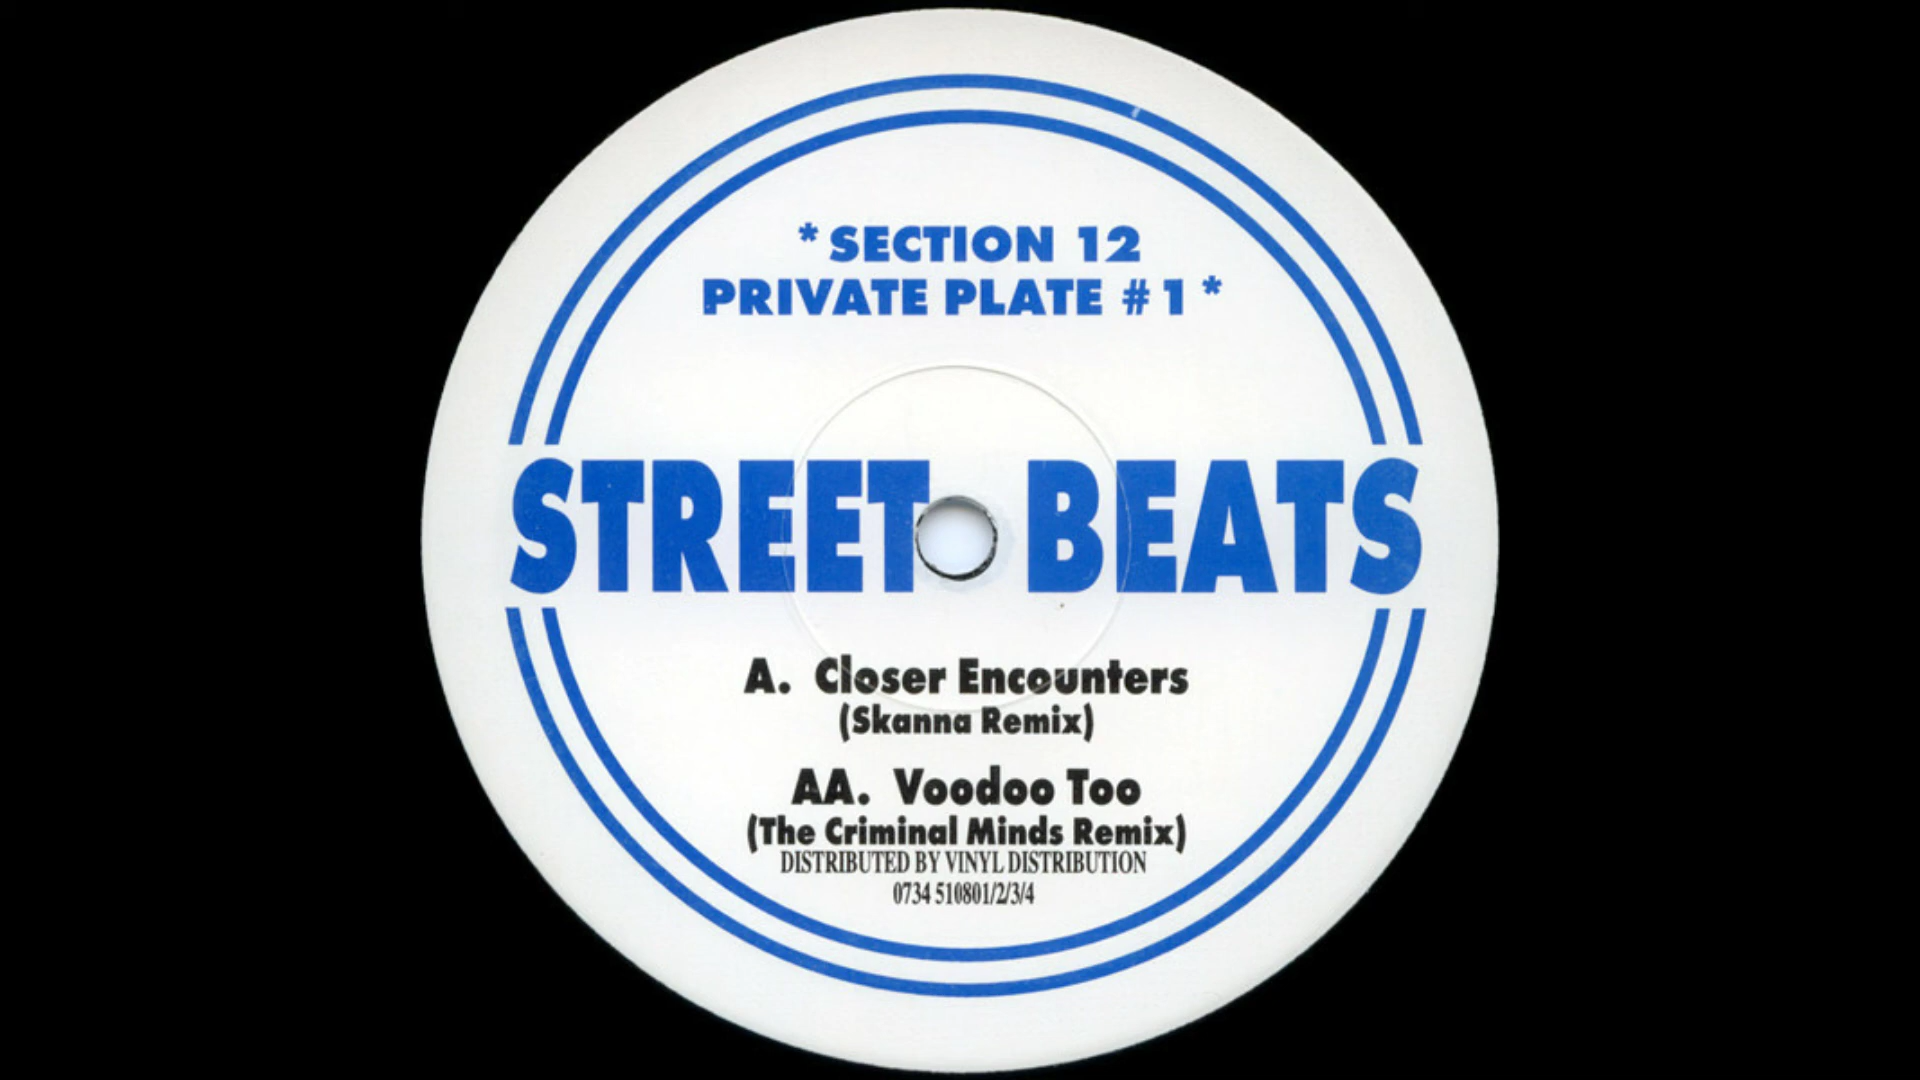 * SECTION 12
PRIVATE PLATE #1 *
STREET BEATS
A. Closer Encounters
(Skanna Remix)
AA. Voodoo Too
(The Criminal Minds Remix)
DISTRIBUTED BY VINYL DISTRIBUTION
0734 510801/2/3/4